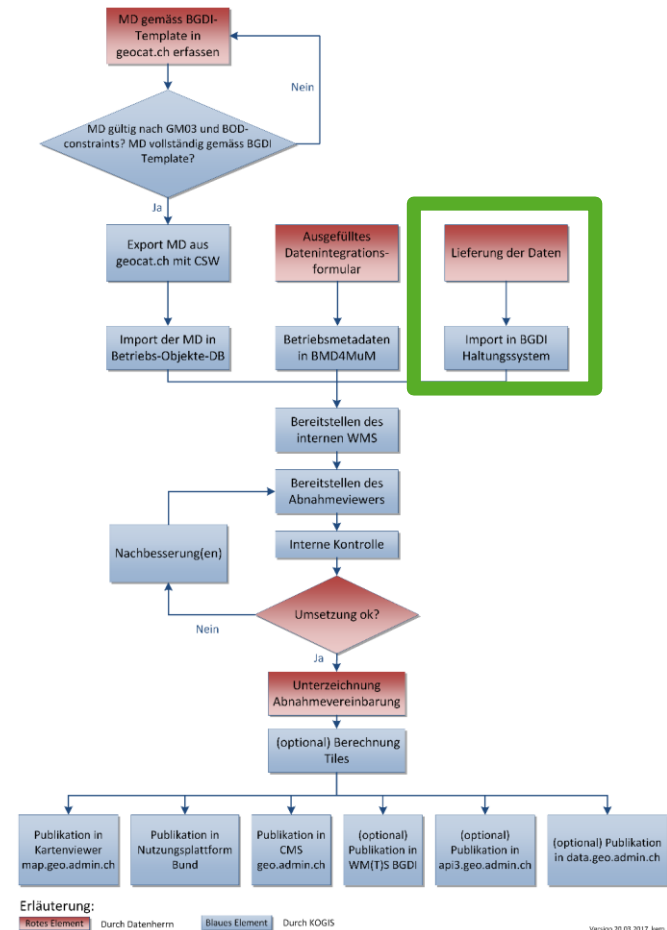 MD gemäss BGDI-
Template in
geocat.ch erfassen
Nein
MD gültig nach GM03 und BOD-
constraints? MD vollständig gemäss BGDI
Template?
Ja
Export MD aus
geocat.ch mit CSW
Ausgefülltes
Datenintegrations-
formular
Lieferung der Daten
Import der MD in
Betriebs-Objekte-DB
Betriebsmetadaten
in BMD4MuM
Import in BGDI
Haltungssystem
Bereitstellen des
internen WMS
Bereitstellen des
Abnahmeviewers
Nachbesserung(en)
Interne Kontrolle
Umsetzung ok?
Nein
Ja
Unterzeichnung
Abnahmevereinbarung
(optional) Berechnung
Tiles
Publikation in
Kartenviewer
map.geo.admin.ch
Publikation in
Nutzungsplattform
Bund
Publikation in
CMS
geo.admin.ch
(optional)
Publikation in
WM(T)S BGDI
(optional)
Publikation in
api3.geo.admin.ch
(optional) Publikation
in data.geo.admin.ch
Erläuterung:
Rotes Element Durch Datenherrn Blaues Element Durch KOGIS
Version 20.03.2017